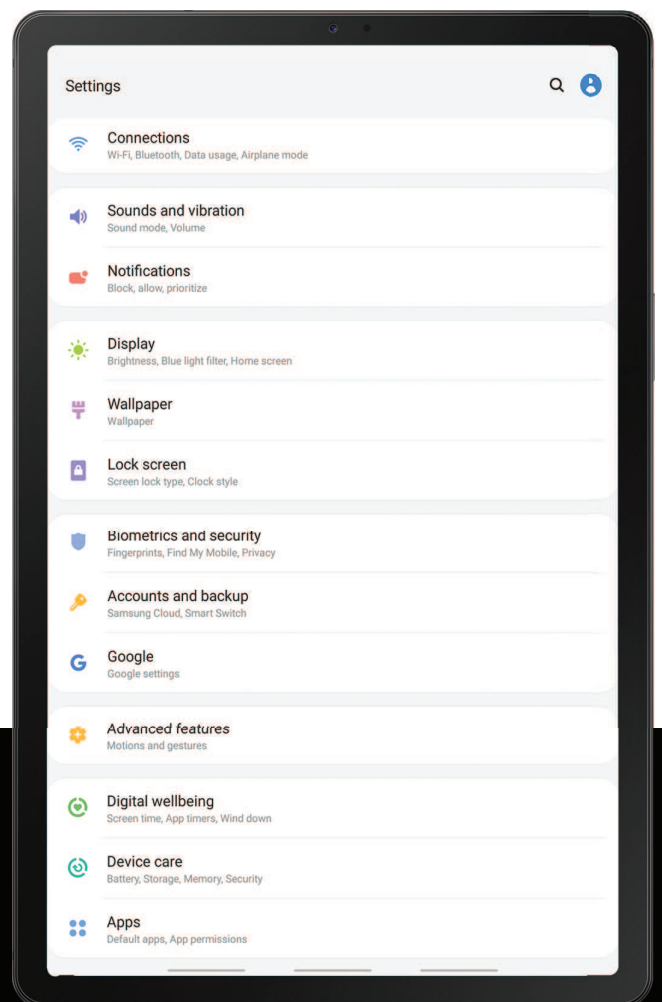 Settings
Connections
Wi-Fi, Bluetooth, Data usage, Airplane mode
Sounds and vibration
Sound mode, Volume
Notifications
Block, allow, prioritize
Display
Brightness, Blue light filter, Home screen
Wallpaper
Wallpaper
Lock screen
Screen lock type, Clock style
Biometrics and security
Fingerprints, Find My Mobile, Privacy
Accounts and backup
Samsung Cloud, Smart Switch
Google
Google settings
Advanced features
Motions and gestures
Digital wellbeing
Screen time, App timers, Wind down
Device care
Battery, Storage, Memory, Security
Apps
Default apps, App permissions